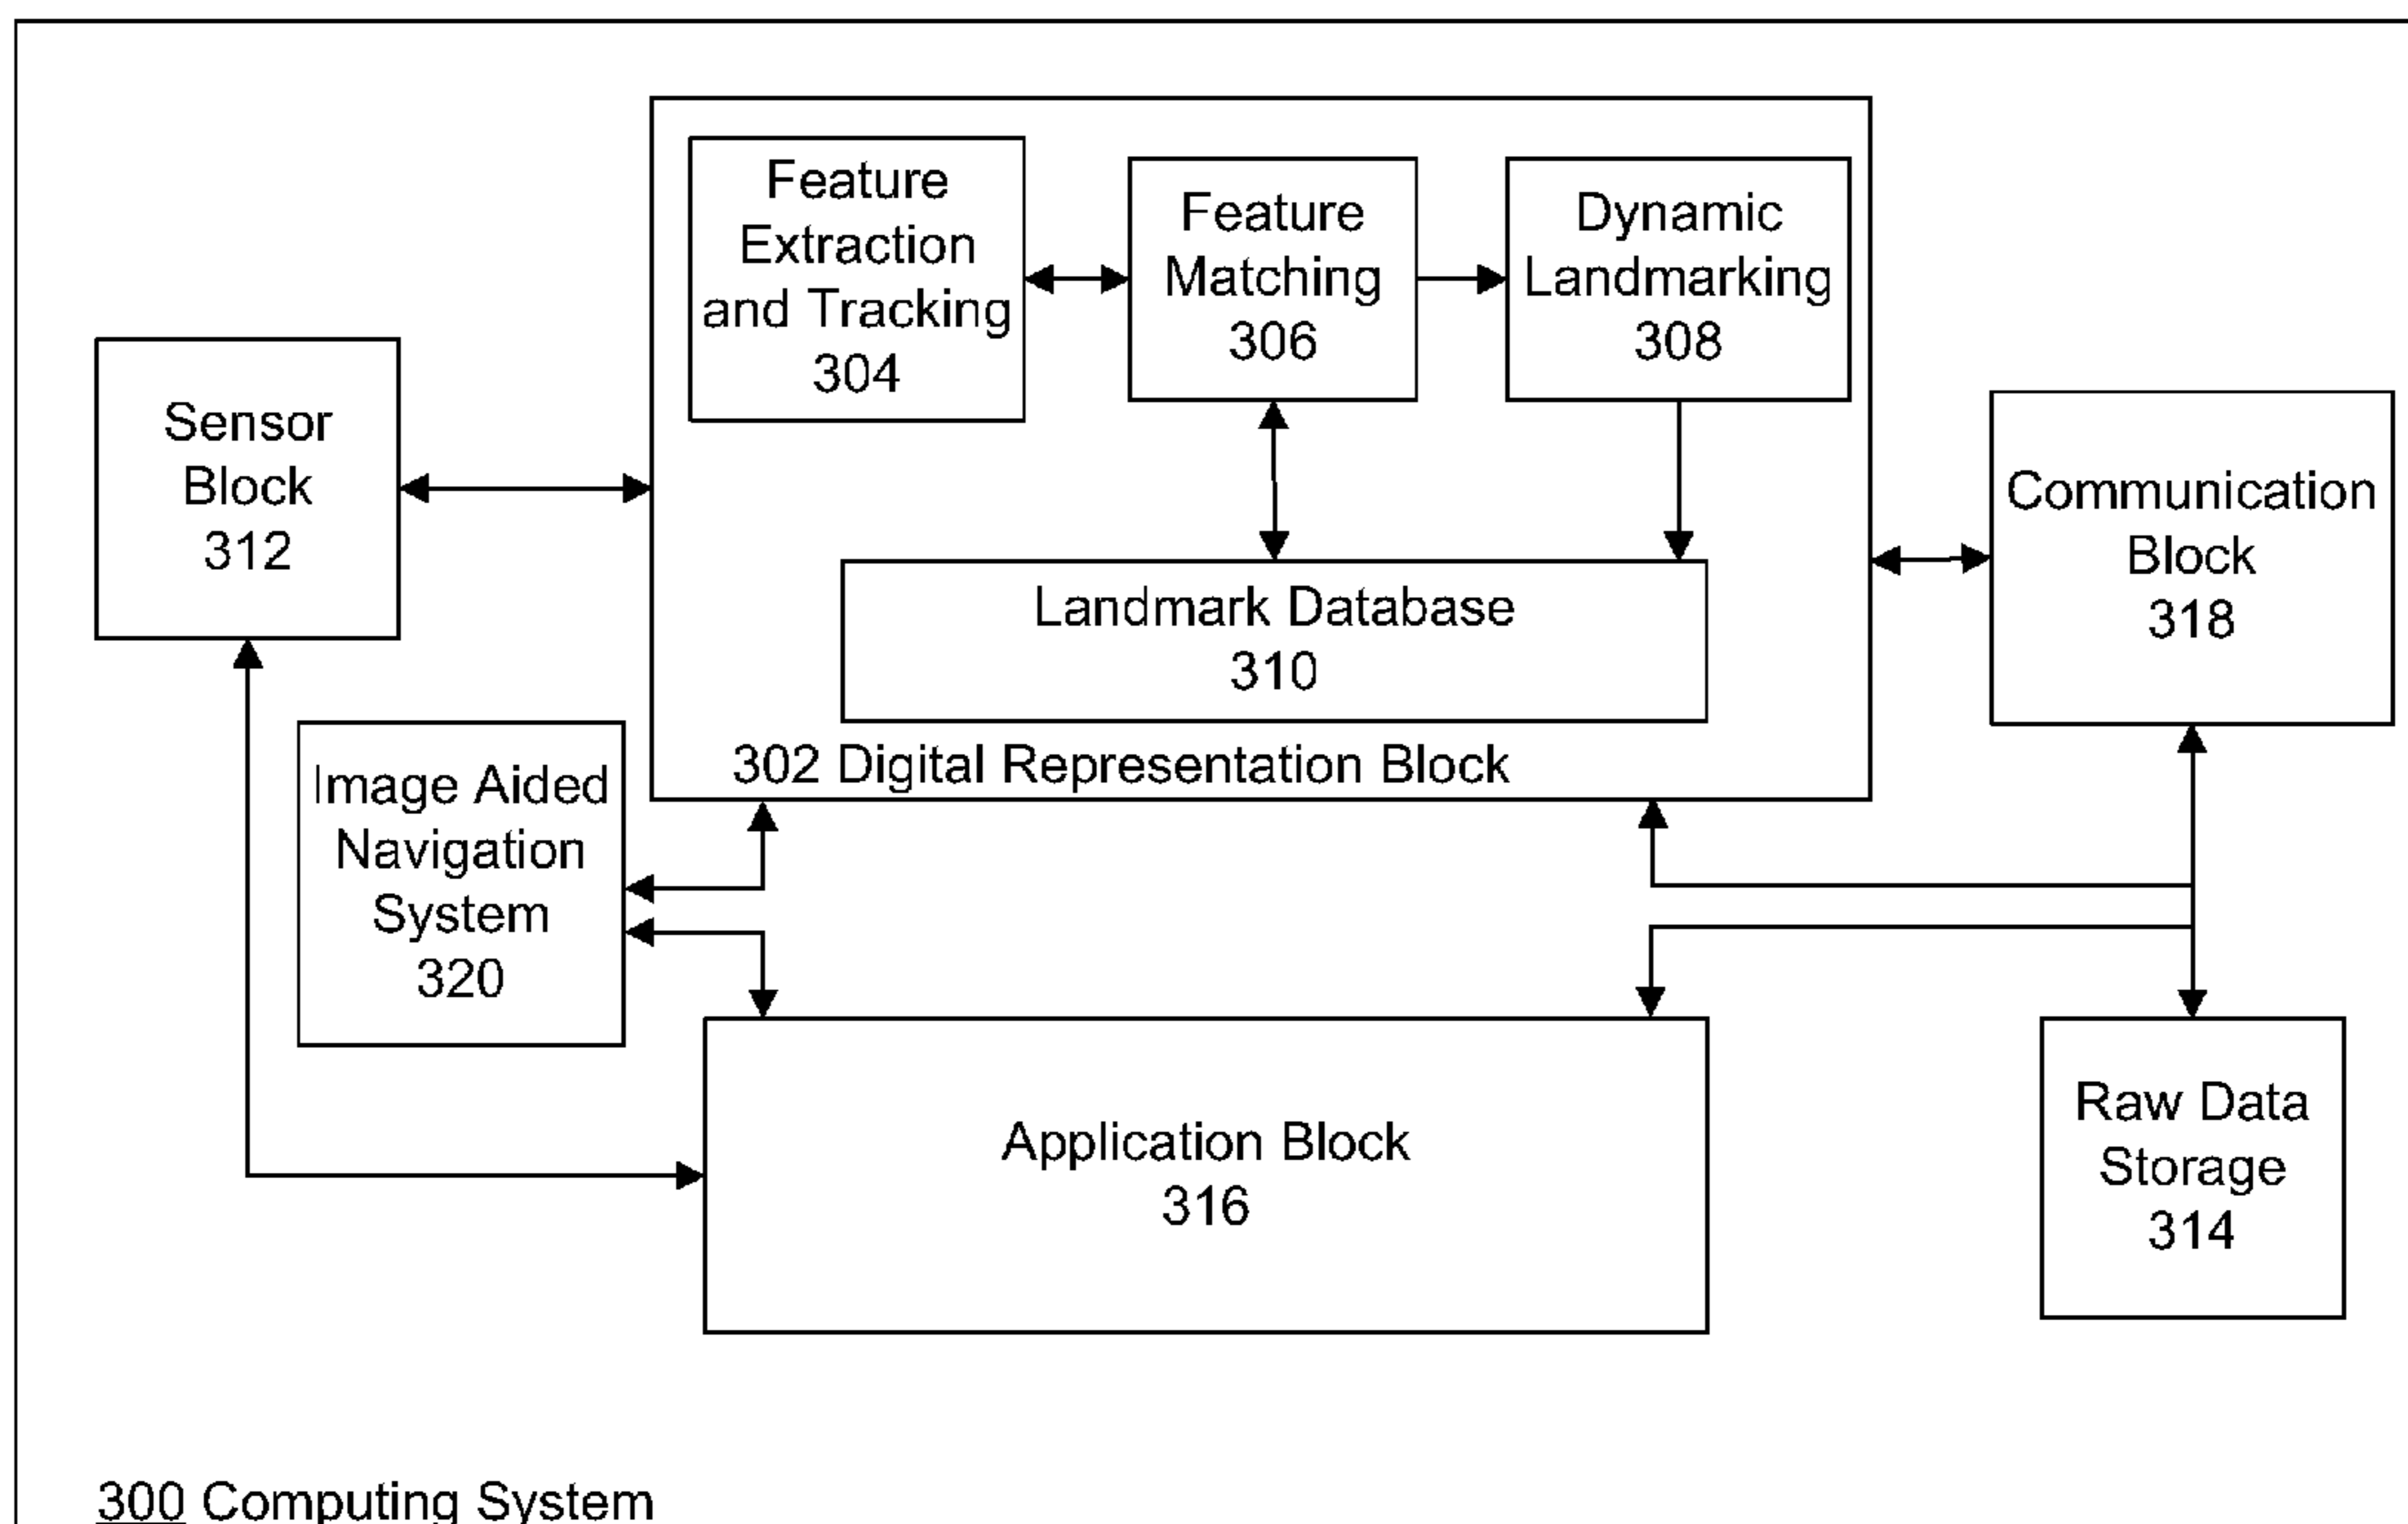 Feature
Extraction
and Tracking
304
Feature
Matching
306
Dynamic
Landmarking
308
Sensor
Block
312
Communication
Block
318
Landmark Database
310
302 Digital Representation Block
Image Aided
Navigation
System
320
Application Block
316
Raw Data
Storage
314
300 Computing System